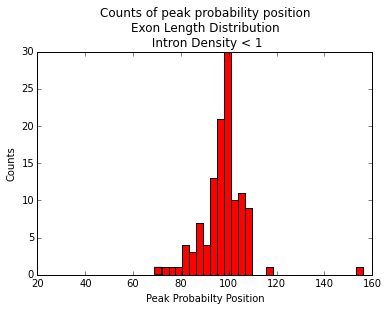 Counts of peak probability position
Exon Length Distribution
Intron Density < 1
30
25
20
15
10
5
0
Counts
20 40 60 80 100 120 140 160
Peak Probabilty Position